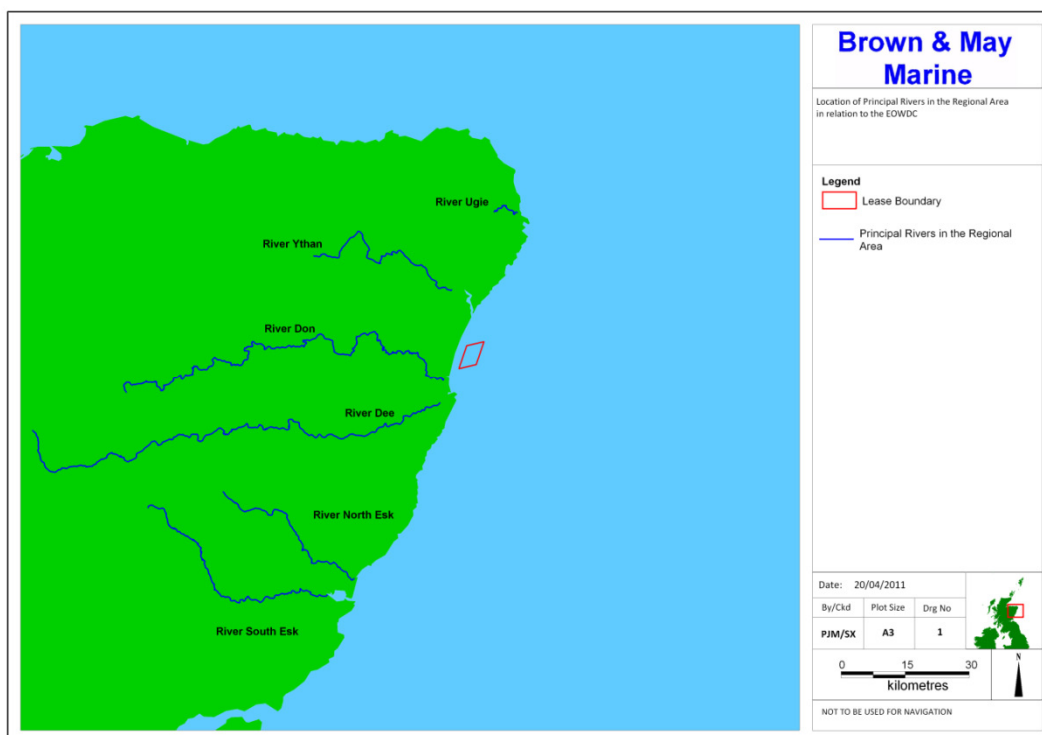 Brown & May
Marine
Location of Principal Rivers in the Regional Area
in relation to the EOWDC
Legend
Lease Boundary
Principal Rivers in the Regional
Area
River Ugie
River Ythan
River Don
River Dee
River North Esk
River South Esk
Date: 20/04/2011
By/Ckd Plot Size Drg No
PJM/SX A3 1
N
0 15 30
kilometres
NOT TO BE USED FOR NAVIGATION